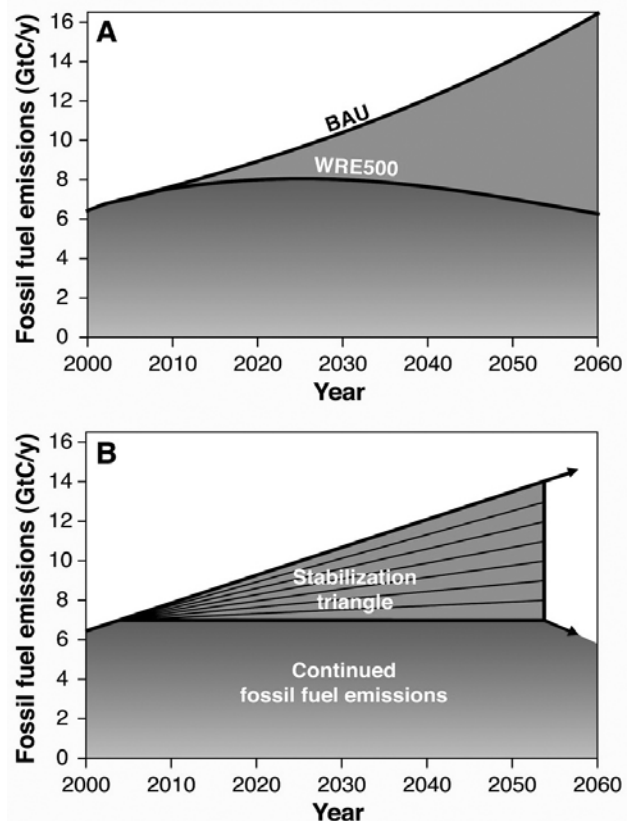 A
Fossil fuel emissions (GtC/y)
16
14
12
10
8
6
4
2
0
BAU
WRE500
2000 2010 2020 2030 2040 2050 2060
Year
B
Fossil fuel emissions (GtC/y)
16
14
12
10
8
6
4
2
0
Stabilization
triangle
Continued
fossil fuel emissions
2000 2010 2020 2030 2040 2050 2060
Year